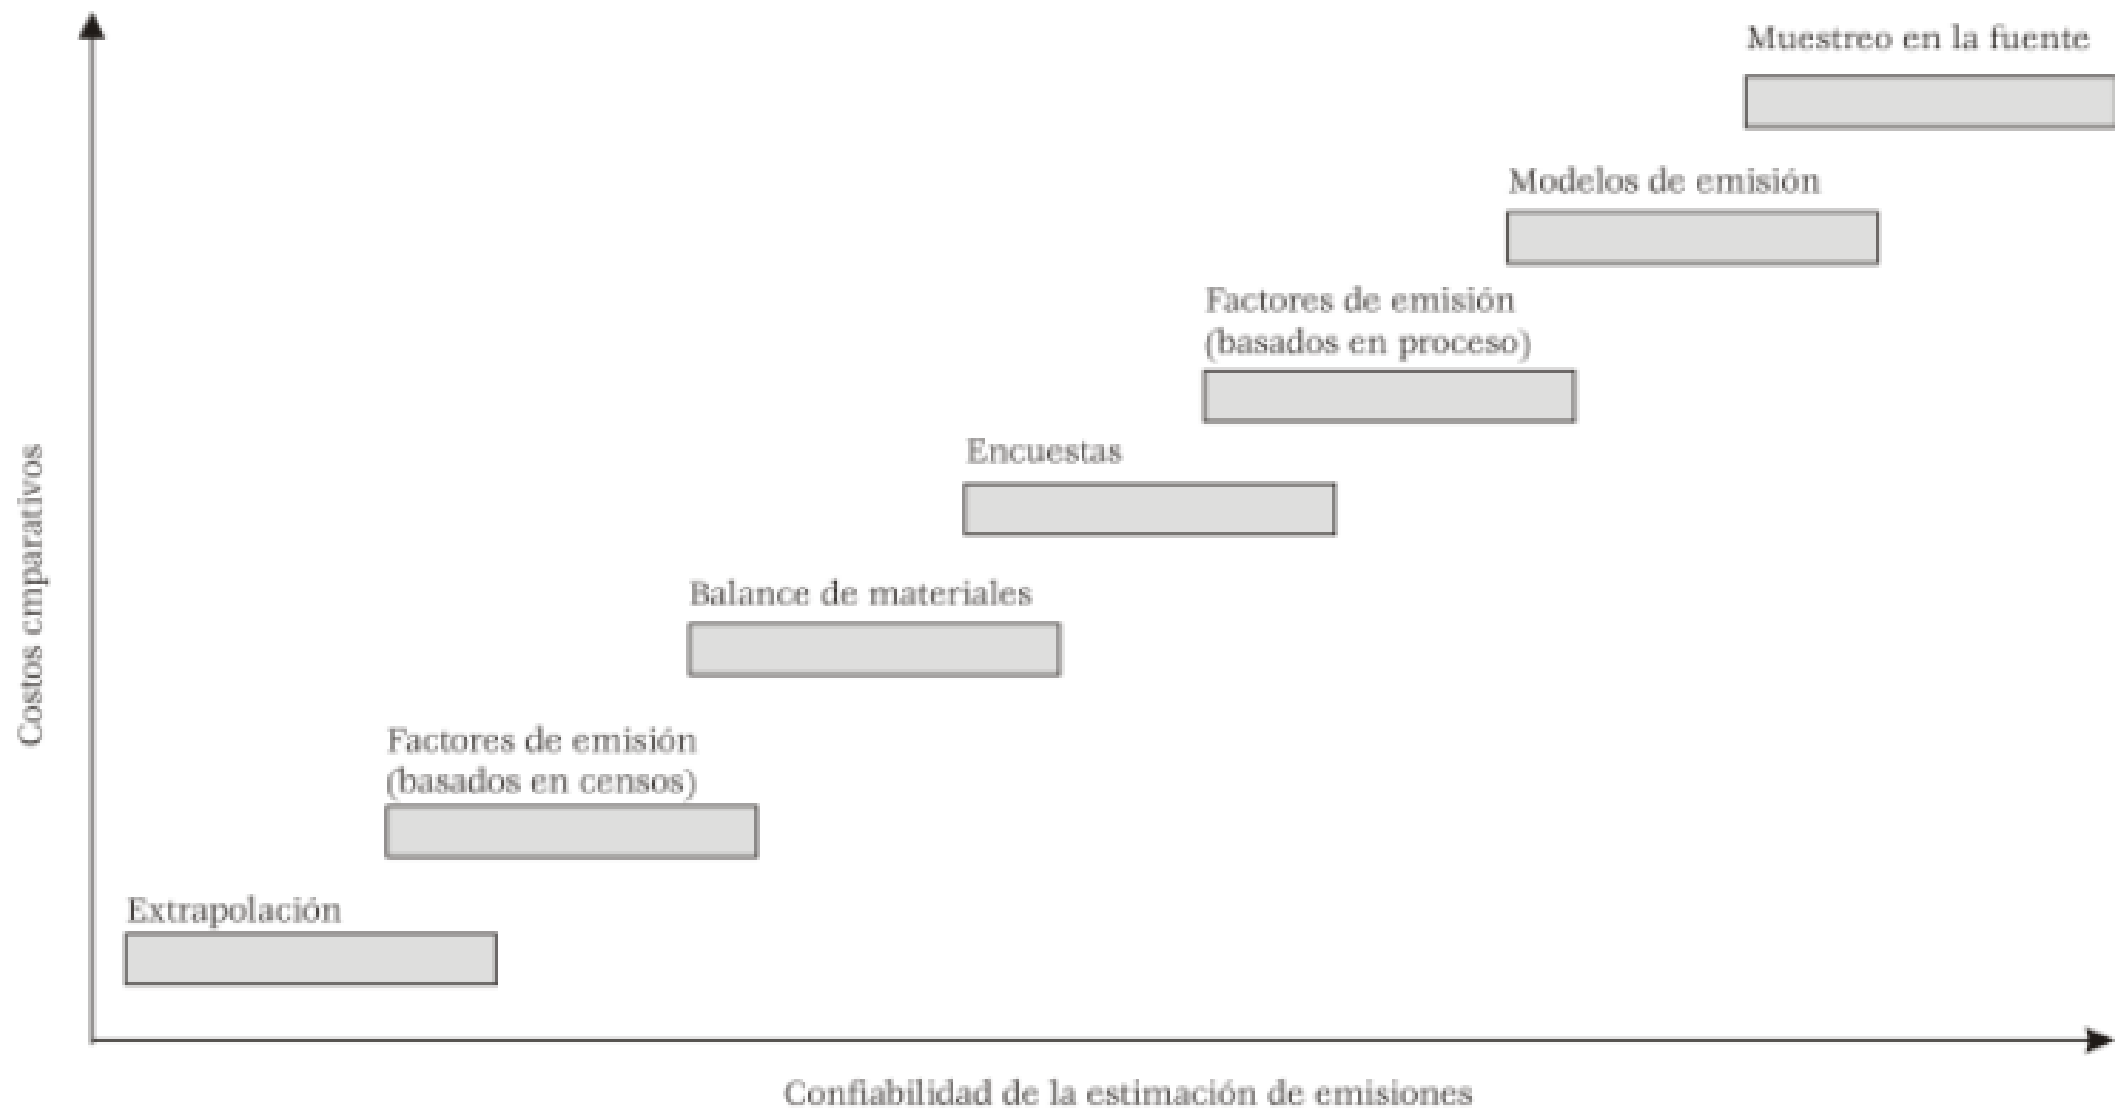 Muestreo en la fuente
Modelos de emisión
Factores de emisión
(basados en proceso)
Encuestas
Balance de materiales
Factores de emisión
(basados en censos)
Extrapolación
Costos cmparativos
Confiabilidad de la estimación de emisiones